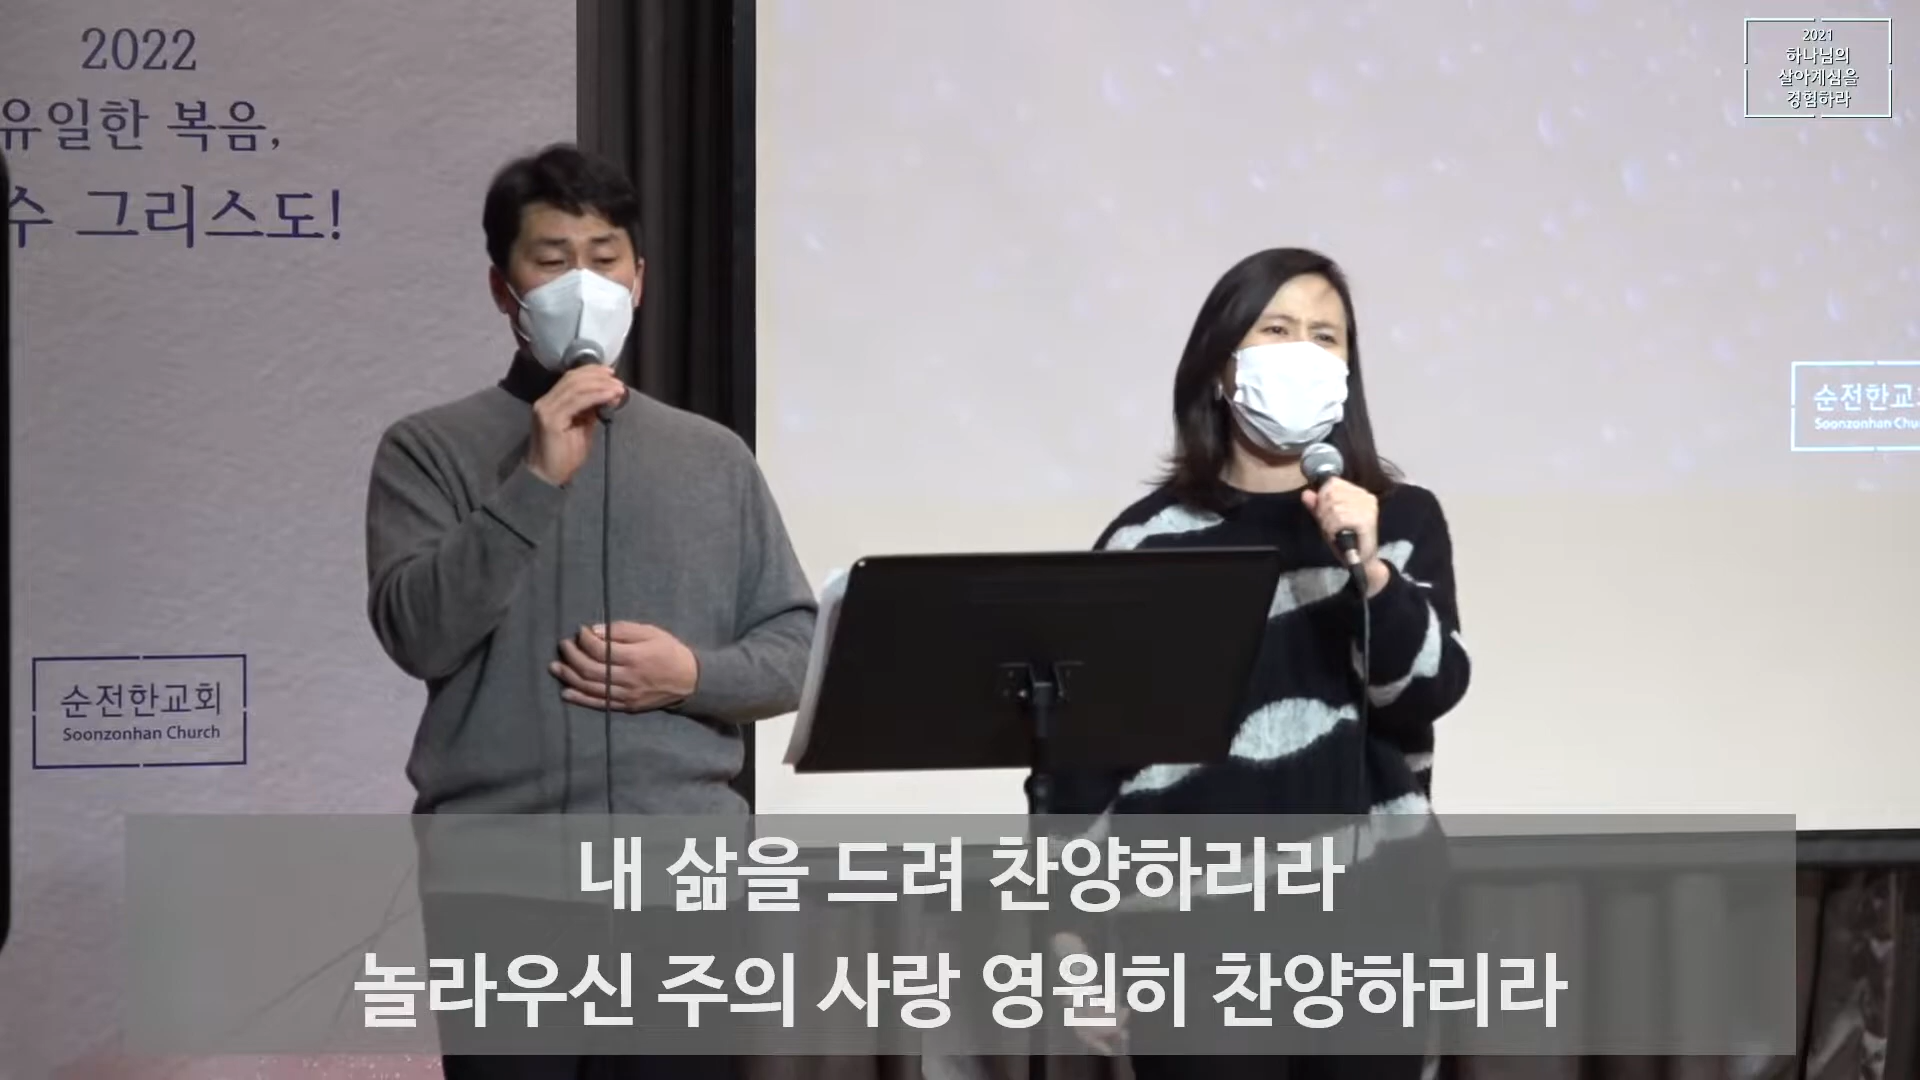 2022
유일한 복음,
수 그리스도!
2021
하나님의
살아계심을
경험하라
순전한교
Soonzonhan
순전한교회
Soonzonhan Church
내 삶을 드려 찬양하리라
놀라우신 주의 사랑 영원히 찬양하리라